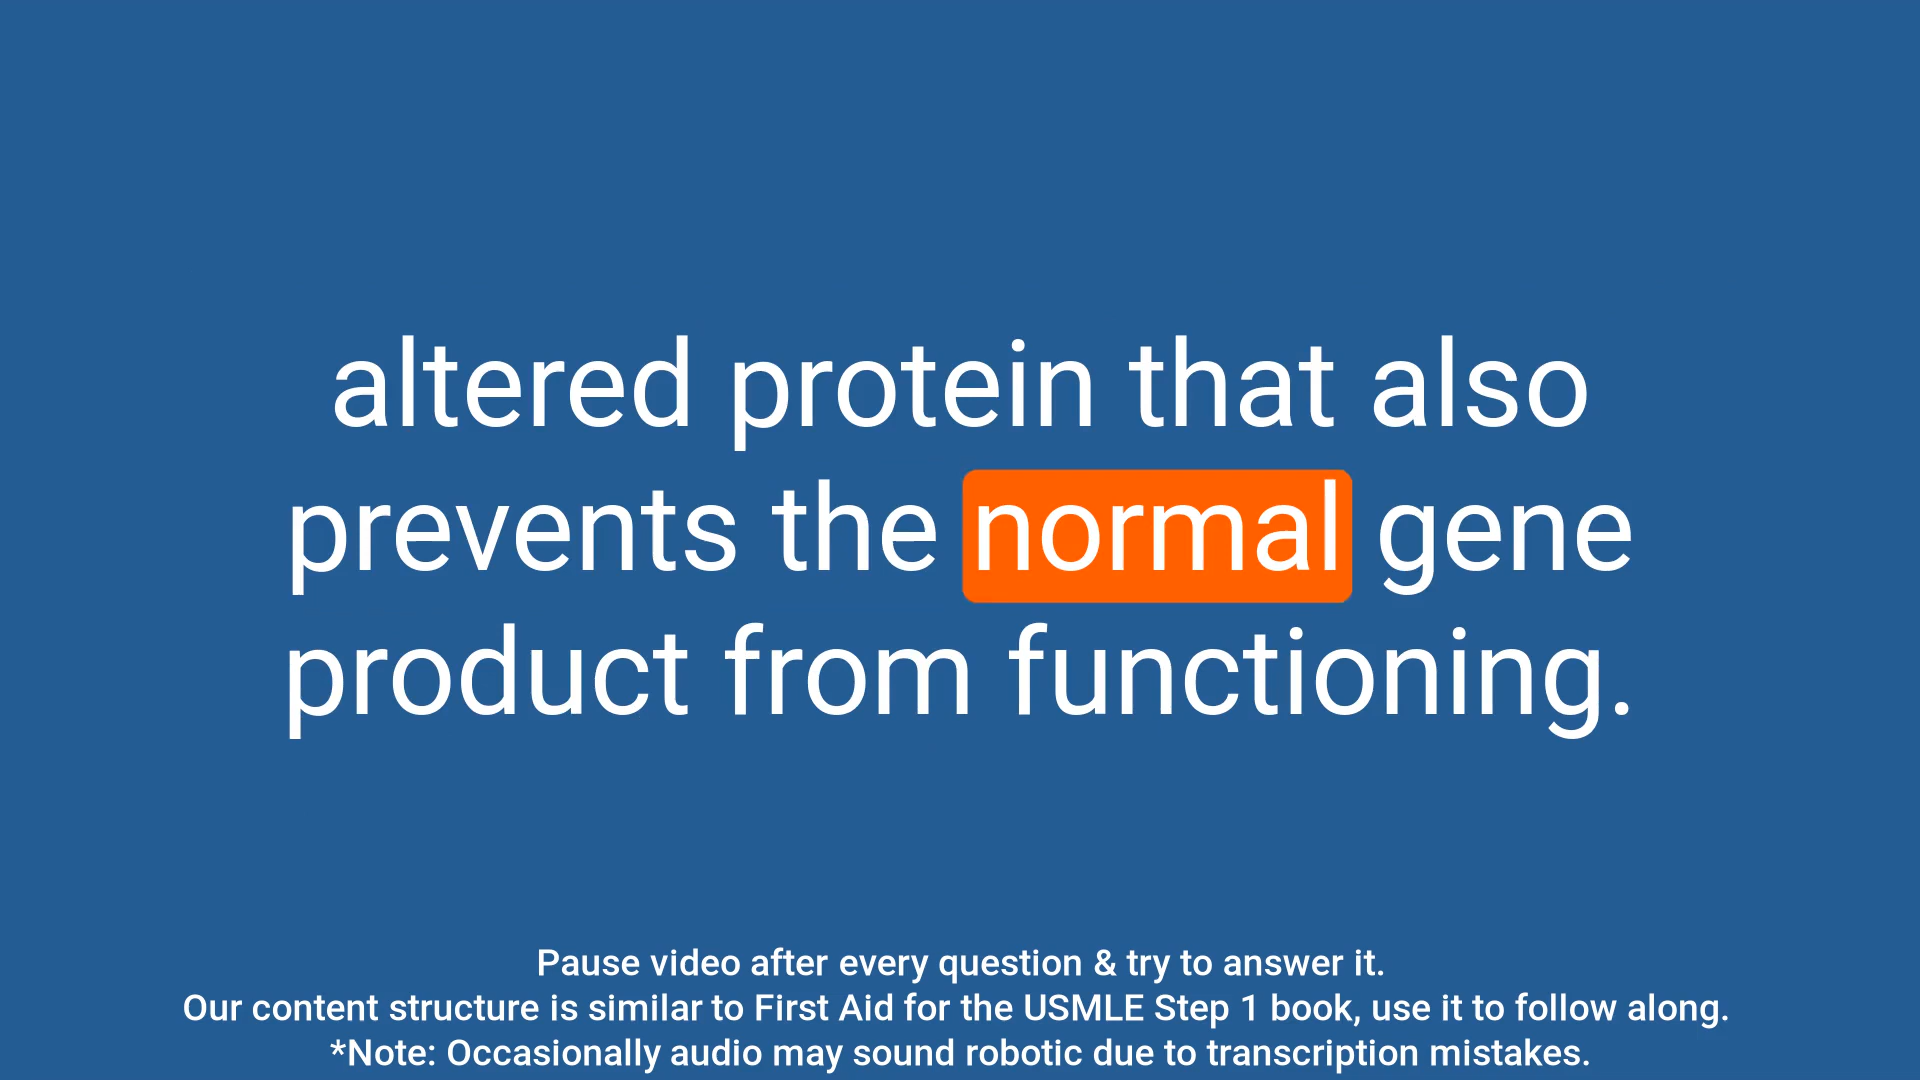 altered protein that also
prevents the normal gene
product from functioning.
Pause video after every question & try to answer it.
Our content structure is similar to First Aid for the USMLE Step 1 book, use it to follow along.
*Note: Occasionally audio may sound robotic due to transcription mistakes.